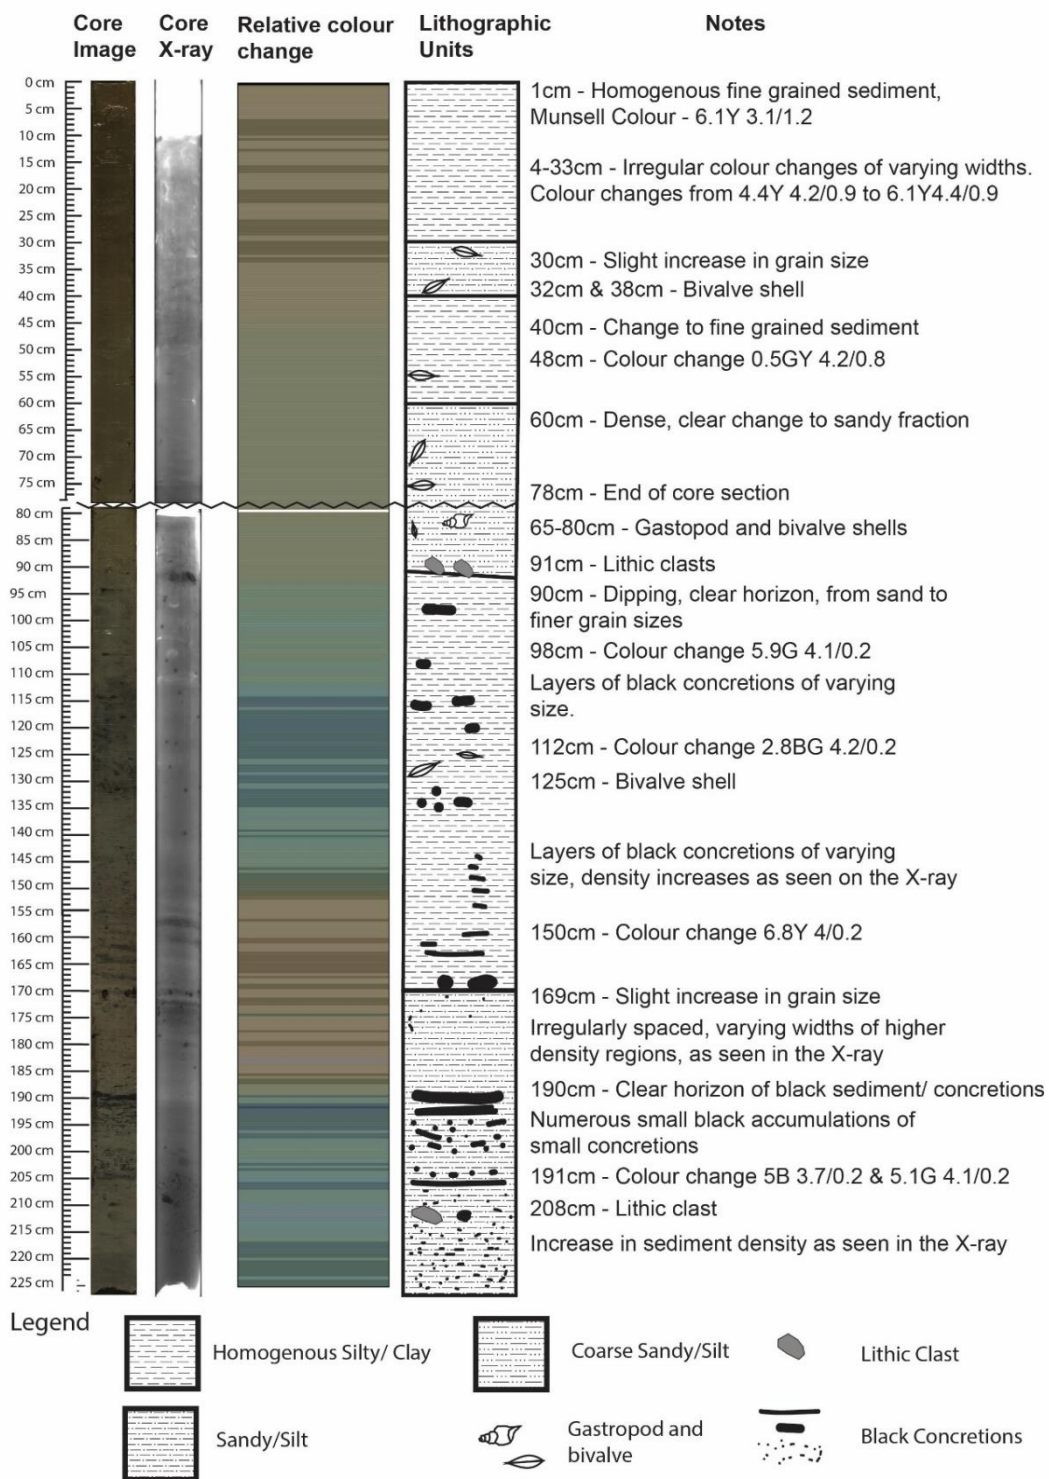 Core Image
Core X-ray
Relative colour change
Lithographic Units
Notes
0 cm
5 cm
10 cm
15 cm
20 cm
25 cm
30 cm
35 cm
40 cm
45 cm
50 cm
55 cm
60 cm
65 cm
70 cm
75 cm
80 cm
85 cm
90 cm
95 cm
100 cm
105 cm
110 cm
115 cm
120 cm
125 cm
130 cm
135 cm
140 cm
145 cm
150 cm
155 cm
160 cm
165 cm
170 cm
175 cm
180 cm
185 cm
190 cm
195 cm
200 cm
205 cm
210 cm
215 cm
220 cm
225 cm
1cm - Homogenous fine grained sediment,
Munsell Colour - 6.1Y 3.1/1.2
4-33cm - Irregular colour changes of varying widths.
Colour changes from 4.4Y 4.2/0.9 to 6.1Y4.4/0.9
30cm - Slight increase in grain size
32cm & 38cm - Bivalve shell
40cm - Change to fine grained sediment
48cm - Colour change 0.5GY 4.2/0.8
60cm - Dense, clear change to sandy fraction
78cm - End of core section
65-80cm - Gastopod and bivalve shells
91cm - Lithic clasts
90cm - Dipping, clear horizon, from sand to
finer grain sizes
98cm - Colour change 5.9G 4.1/0.2
Layers of black concretions of varying
size.
112cm - Colour change 2.8BG 4.2/0.2
125cm - Bivalve shell
Layers of black concretions of varying
size, density increases as seen on the X-ray
150cm - Colour change 6.8Y 4/0.2
169cm - Slight increase in grain size
Irregularly spaced, varying widths of higher
density regions, as seen in the X-ray
190cm - Clear horizon of black sediment/ concretions
Numerous small black accumulations of
small concretions
191cm - Colour change 5B 3.7/0.2 & 5.1G 4.1/0.2
208cm - Lithic clast
Increase in sediment density as seen in the X-ray
Legend
Homogenous Silty/ Clay
Coarse Sandy/Silt
Lithic Clast
Sandy/Silt
Gastropod and
bivalve
Black Concretions